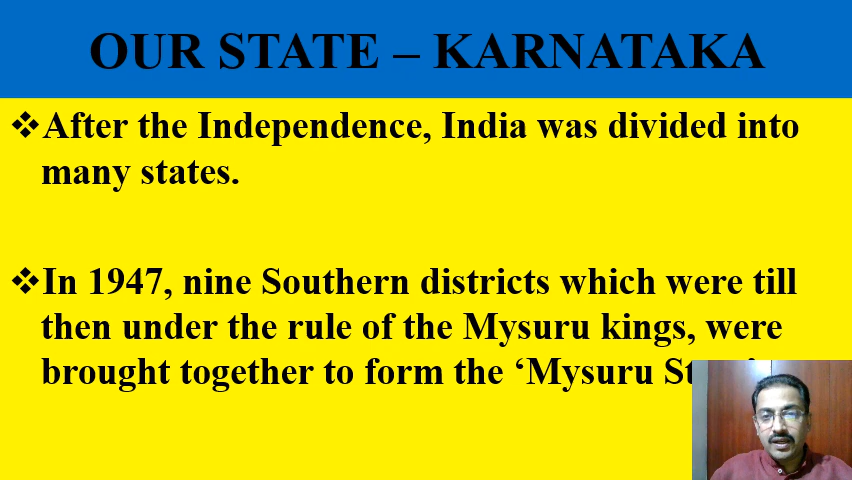 OUR STATE – KARNATAKA
❖After the Independence, India was divided into
many states.
❖In 1947, nine Southern districts which were till
then under the rule of the Mysuru kings, were
brought together to form the ‘Mysuru